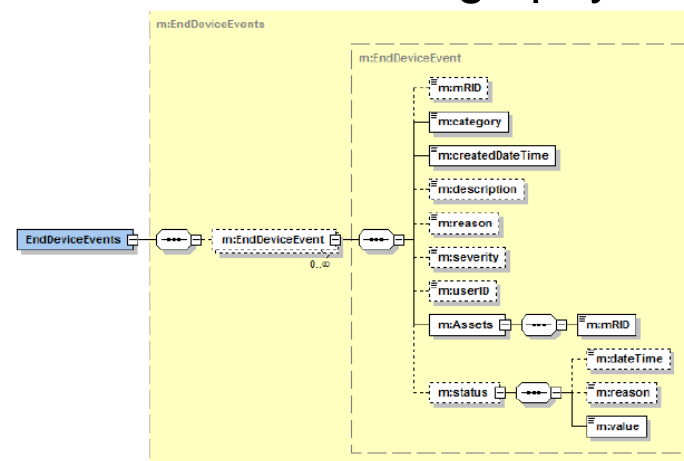 m:EndDeviceEvents
m:EndDeviceEvent
m:mRID
m:category
m:createdDateTime
m:description
m:reason
EndDeviceEvents
m:EndDeviceEvent
0..∞
m:severity
m:userID
m:Assets
m:mRID
m:dateTime
m:status
m:reason
m:value